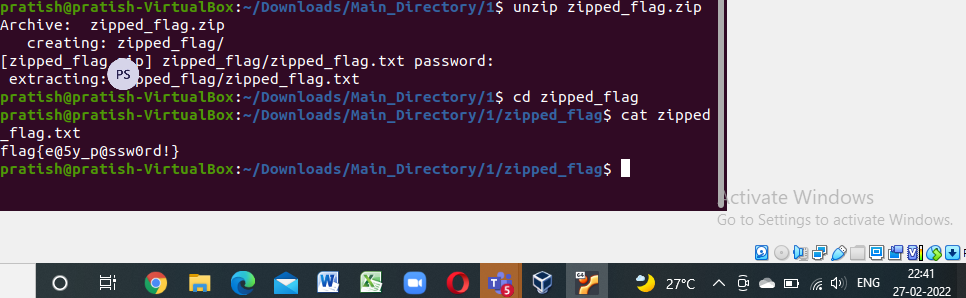 pratish@pratish-VirtualBox:~/Downloads/Main_Directory/1$ unzip zipped_flag.zip
Archive:  zipped_flag.zip
   creating: zipped_flag/
[zipped_flag zip] zipped_flag/zipped_flag.txt password:
 extracting: zipped_flag/zipped_flag.txt
PS
pratish@pratish-VirtualBox:~/Downloads/Main_Directory/1$ cd zipped_flag
pratish@pratish-VirtualBox:~/Downloads/Main_Directory/1/zipped_flag$ cat zipped
_flag.txt
flag{e@5y_p@ssw0rd!}
pratish@pratish-VirtualBox:~/Downloads/Main_Directory/1/zipped_flag$
Activate Windows
Go to Settings to activate Windows.
27°C
ENG
22:41
27-02-2022
5
64